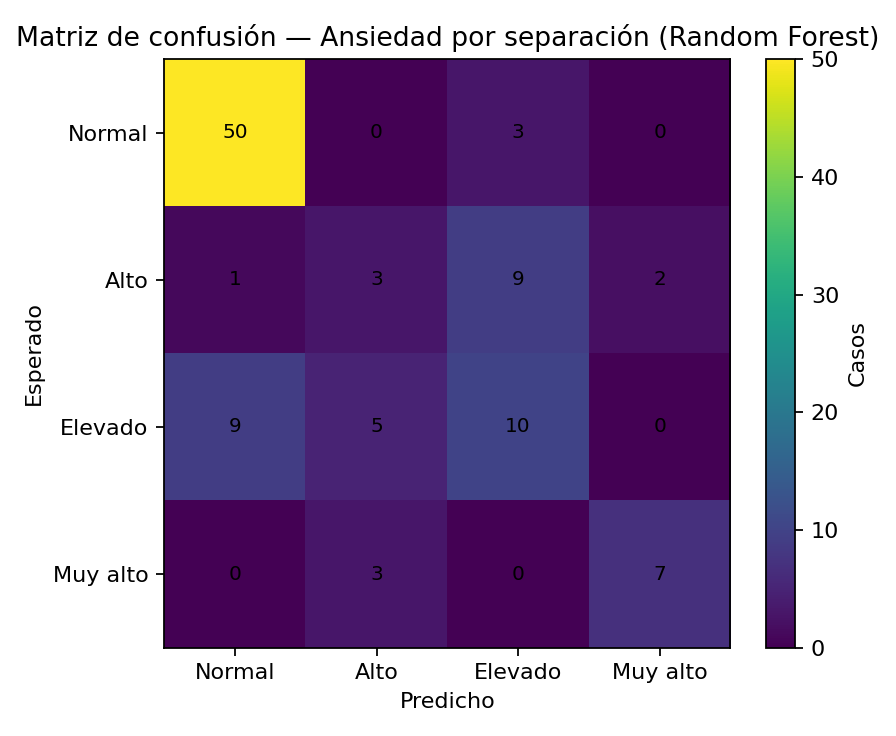 Matriz de confusión — Ansiedad por separación (Random Forest)
Normal 50 0 3 0
Alto 1 3 9 2
Elevado 9 5 10 0
Muy alto 0 3 0 7
Normal Alto Elevado Muy alto
Predicho
Esperado
50
40
30
20
10
0
Casos